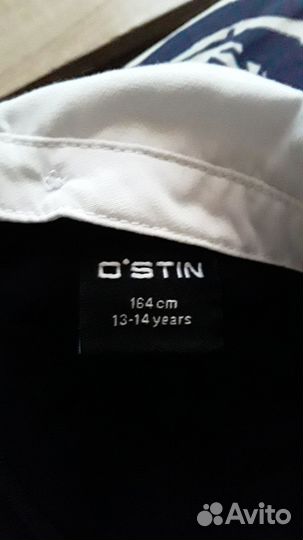 O'STIN
164 cm
13-14 years
Avito